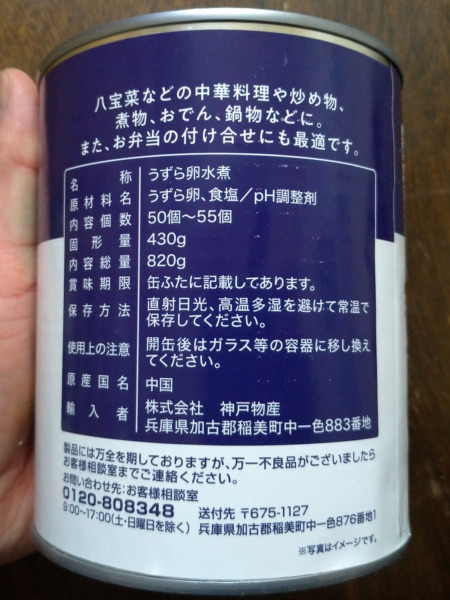 八宝菜などの中華料理や炒め物、
煮物、おでん、鍋物などに。
また、お弁当の付け合せにも最適です。
名称 うずら卵水煮
原材料名 うずら卵、食塩／pH調整剤
内容個数 50個～55個
固形量 430g
内容総量 820g
賞味期限 缶ふたに記載してあります。
保存方法 直射日光、高温多湿を避けて常温で
保存してください。
使用上の注意 開缶後はガラス等の容器に移し換え
てください。
原産国名 中国
輸入者 株式会社 神戸物産
兵庫県加古郡稲美町中一色883番地
製品には万全を期しておりますが、万一不良品がございましたら
お客様相談室までご連絡ください。
お問い合わせ先:お客様相談室
0120-808348 送付先 〒675-1127
9:00～17:00(土・日曜日を除く) 兵庫県加古郡稲美町中一色876番地1
※写真はイメージです。